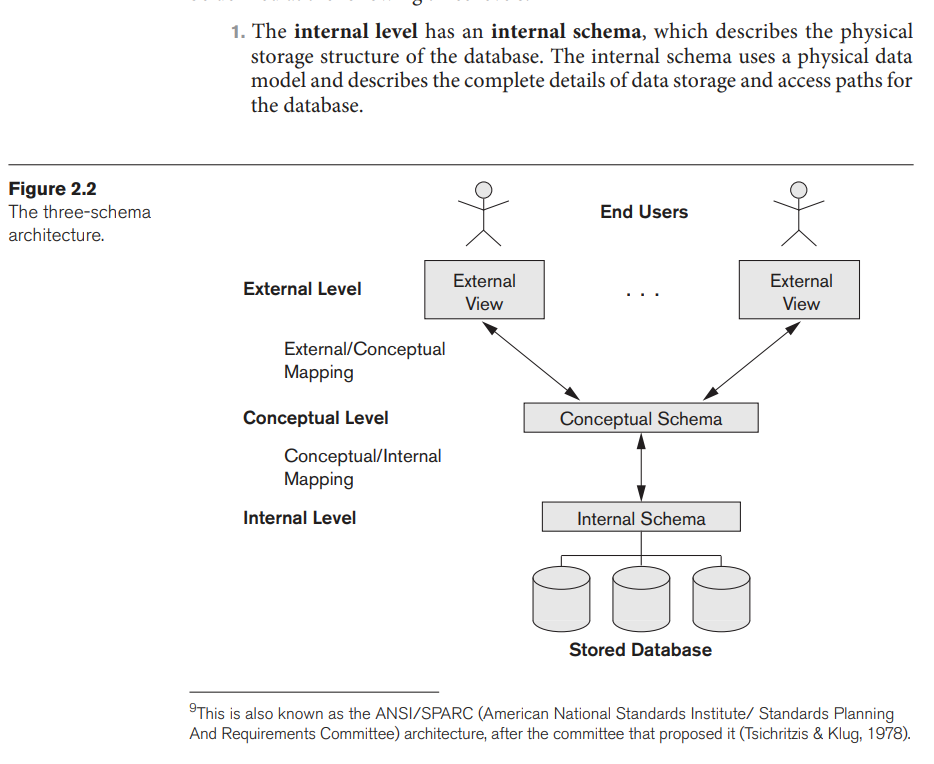 1. The internal level has an internal schema, which describes the physical
storage structure of the database. The internal schema uses a physical data
model and describes the complete details of data storage and access paths for
the database.
Figure 2.2
The three-schema
architecture.
End Users
External Level
External
View
. . .
External
View
External/Conceptual
Mapping
Conceptual Level
Conceptual Schema
Conceptual/Internal
Mapping
Internal Level
Internal Schema
Stored Database
9This is also known as the ANSI/SPARC (American National Standards Institute/ Standards Planning
And Requirements Committee) architecture, after the committee that proposed it (Tsichritzis & Klug, 1978).